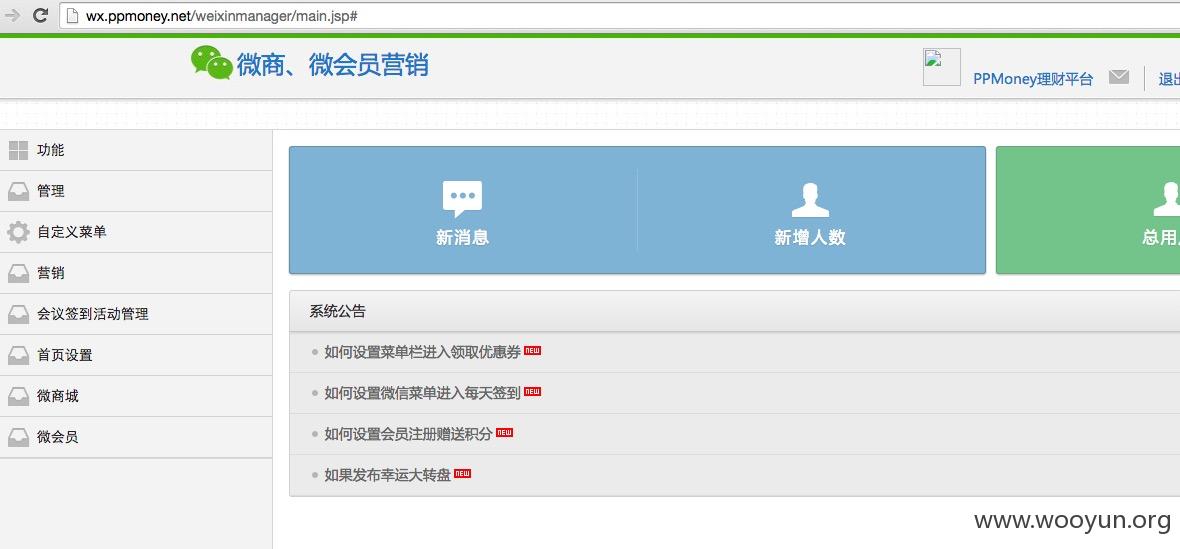 wx.ppmoney.net/weixinmanager/main.jsp#
微商、微会员营销
PPMoney理财平台
退出
功能
管理
自定义菜单
营销
会议签到活动管理
首页设置
微商城
微会员
新消息
新增人数
总用
系统公告
如何设置菜单栏进入领取优惠券 NEW
如何设置微信菜单进入每天签到 NEW
如何设置会员注册赠送积分 NEW
如果发布幸运大转盘 NEW
www.wooyun.org